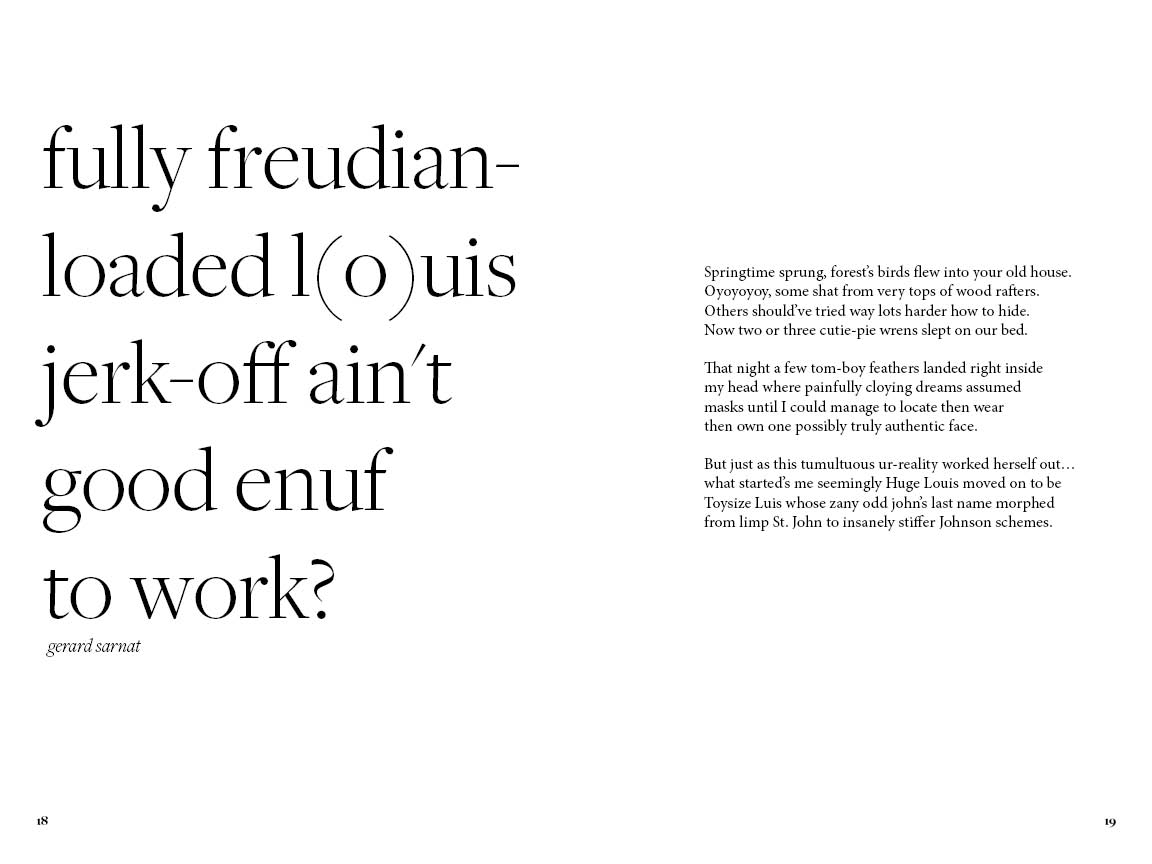 fully freudian-
loaded l(o)uis
jerk-off ain't
good enuf
to work?
gerard sarnat
18
Springtime sprung, forest's birds flew into your old house.
Oyoyoyoy, some shat from very tops of wood rafters.
Others should've tried way lots harder how to hide.
Now two or three cutie-pie wrens slept on our bed.
That night a few tom-boy feathers landed right inside
my head where painfully cloying dreams assumed
masks until I could manage to locate then wear
then own one possibly truly authentic face.
But just as this tumultuous ur-reality worked herself out…
what started's me seemingly Huge Louis moved on to be
Toysize Luis whose zany odd john's last name morphed
from limp St. John to insanely stiffer Johnson schemes.
19